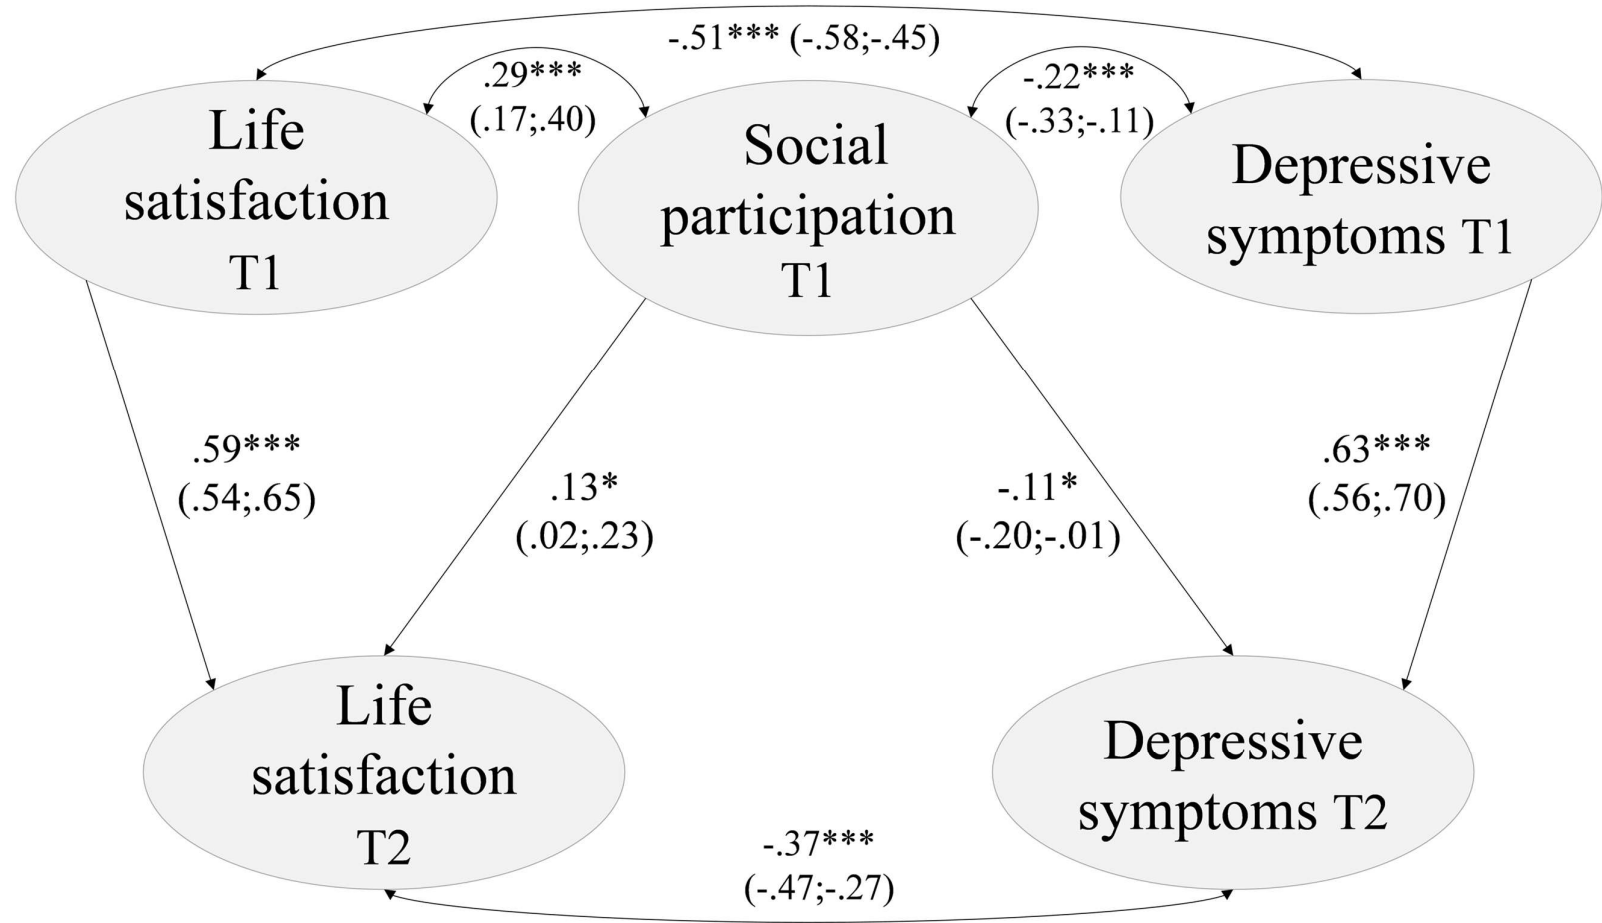 -.51*** (-.58;-.45)
.29***
(.17;.40)
-.22***
(-.33;-.11)
Life
satisfaction
T1
Social
participation
T1
Depressive
symptoms T1
.59***
(.54;.65)
.13*
(.02;.23)
-.11*
(-.20;-.01)
.63***
(.56;.70)
Life
satisfaction
T2
Depressive
symptoms T2
-.37***
(-.47;-.27)